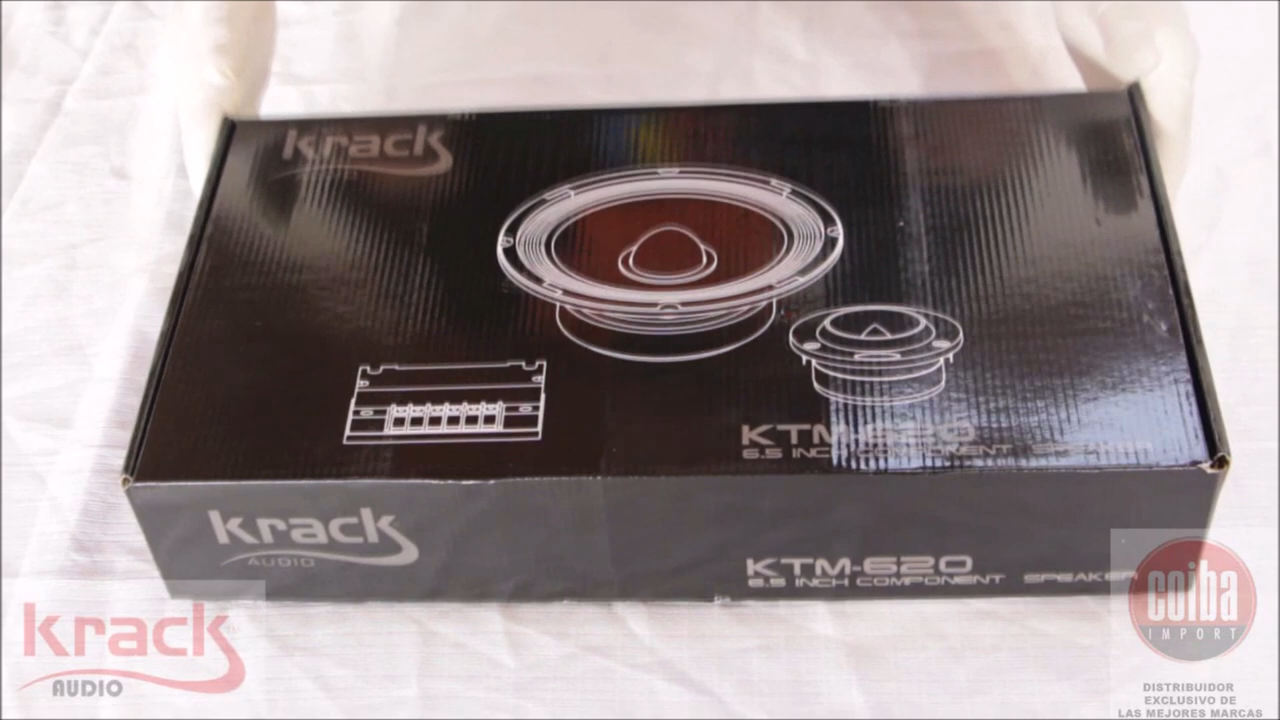 Krack
KTM-620
6.5 INCH COMPONENT SPEAKER
Krack
AUDIO
KTM-620
6.5 INCH COMPONENT SPEAKER
Krack
AUDIO
coiba
IMPORT
DISTRIBUIDOR
EXCLUSIVO DE
LAS MEJORES MARCAS